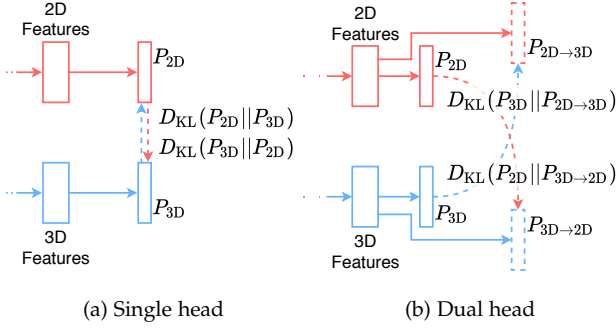 2D
Features
P2D
DKL(P2D||P3D)
DKL(P3D||P2D)
P3D
3D
Features
(a) Single head
2D
Features
P2D
P2D→3D
DKL(P3D||P2D→3D)
DKL(P2D||P3D→2D)
P3D
P3D→2D
3D
Features
(b) Dual head